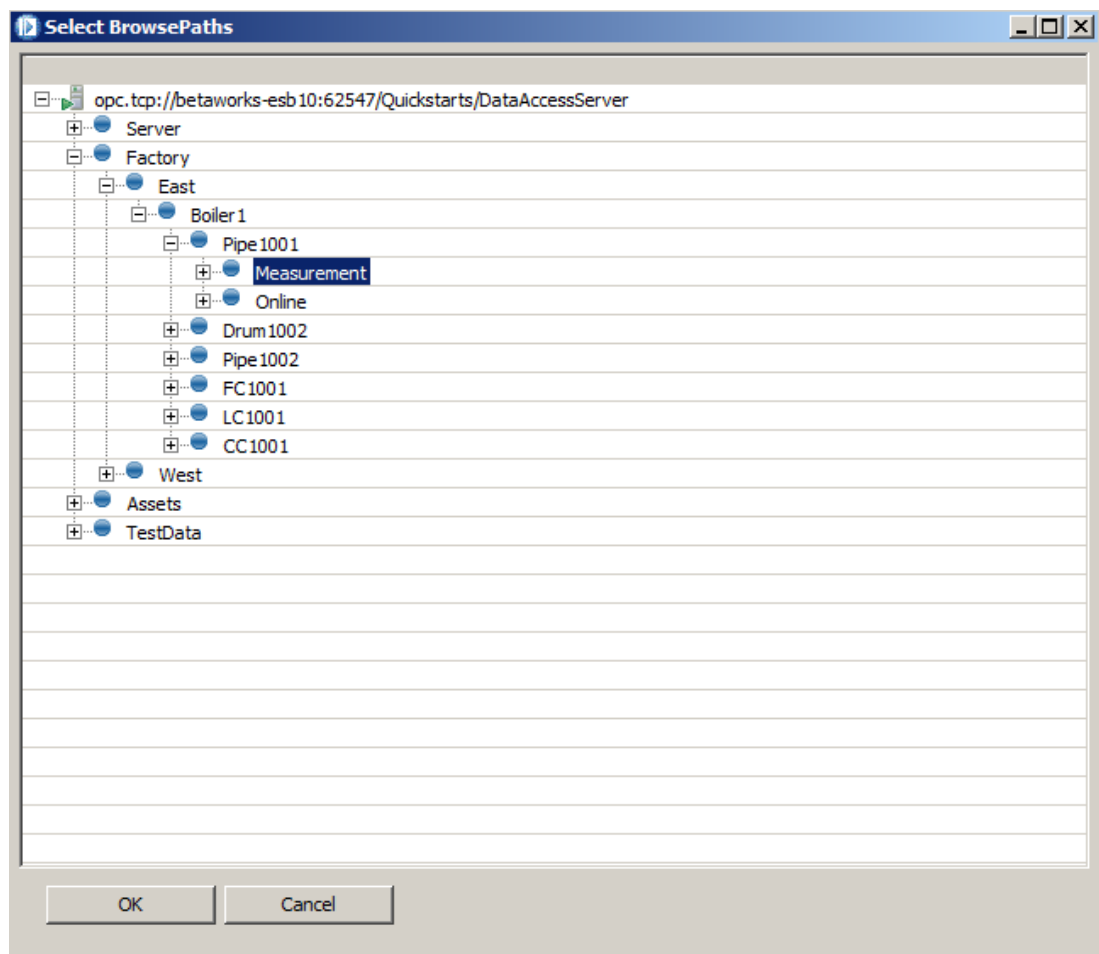 Select BrowsePaths
opc.tcp://betaworks-esb10:62547/Quickstarts/DataAccessServer
Server
Factory
East
Boiler1
Pipe1001
Measurement
Online
Drum1002
Pipe1002
FC1001
LC1001
CC1001
West
Assets
TestData
OK Cancel